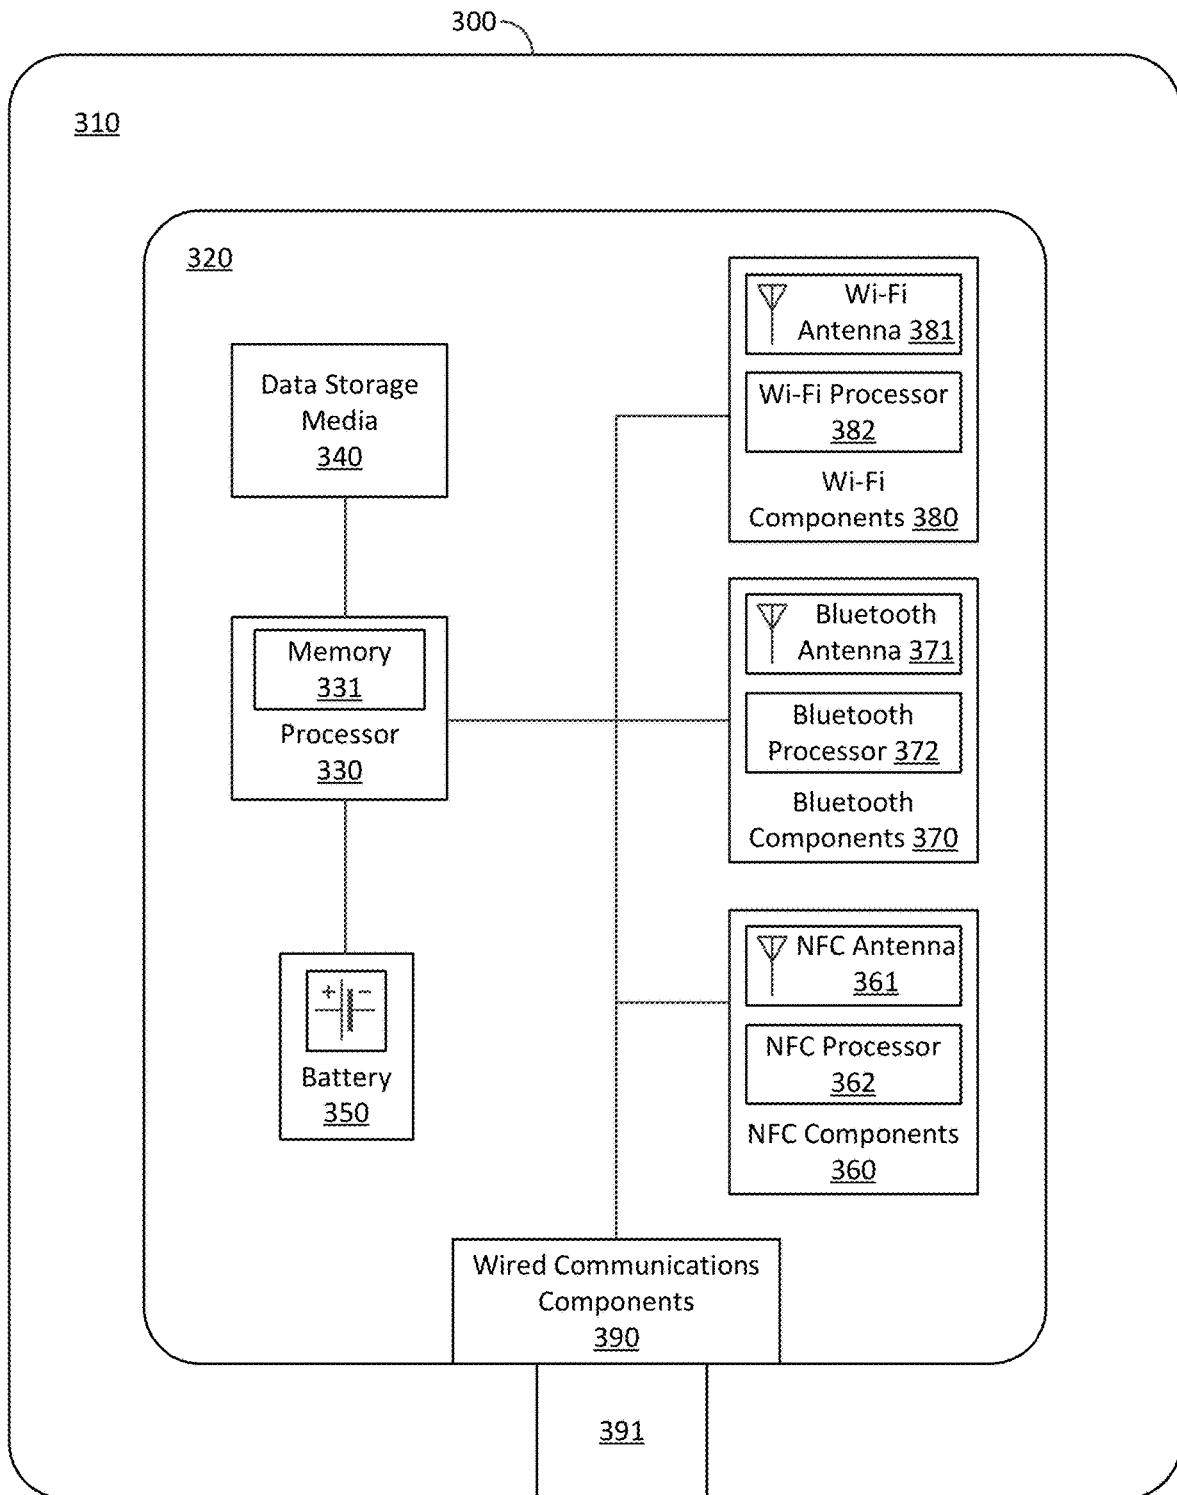 300
310
320
Data Storage
Media
340
Memory
331
Processor
330
+ -
Battery
350
Wi-Fi
Antenna 381
Wi-Fi Processor
382
Wi-Fi
Components 380
Bluetooth
Antenna 371
Bluetooth
Processor 372
Bluetooth
Components 370
NFC Antenna
361
NFC Processor
362
NFC Components
360
Wired Communications
Components
390
391